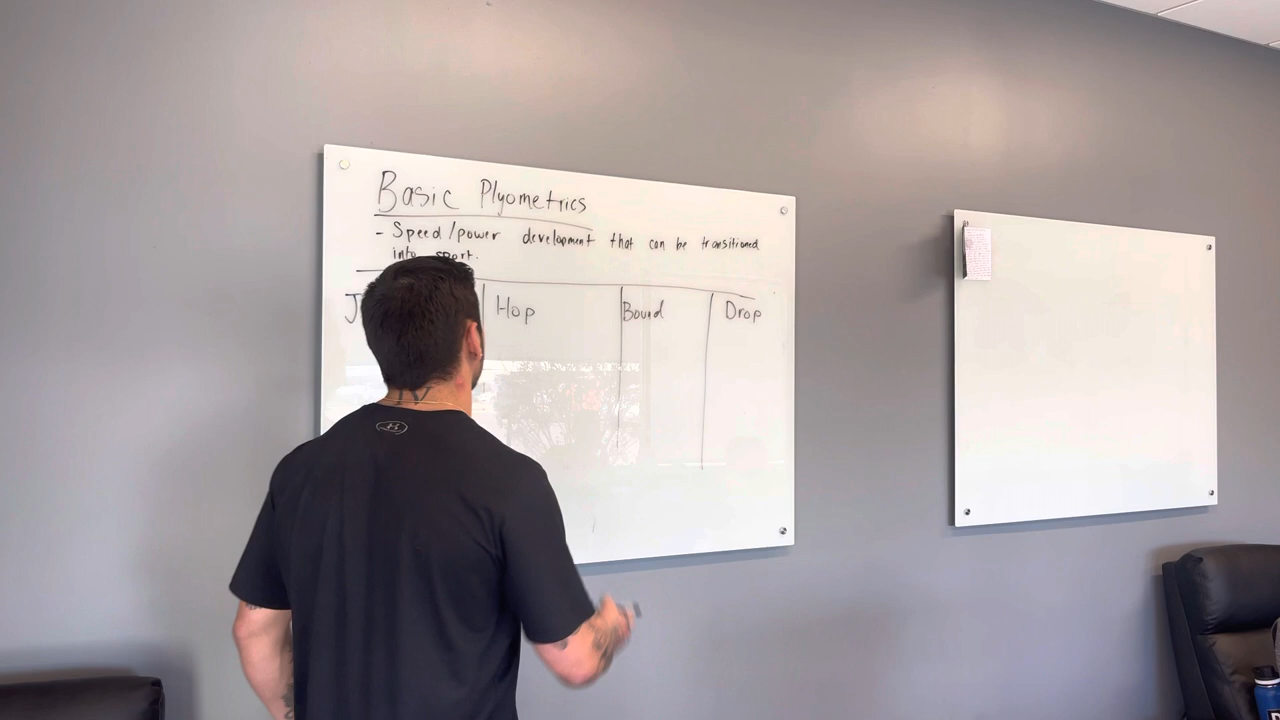 Basic Plyometrics
- Speed/power development that can be transitioned
into sport.
J
Hop
Bound
Drop